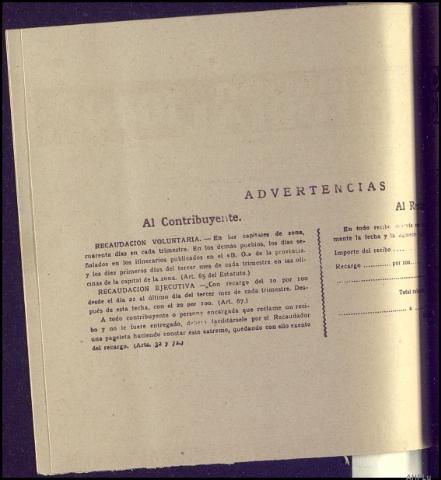 ADVERTENCIAS
Al Contribuyente.
RECAUDACION VOLUNTARIA. — En las capitales de zona,
cuarenta días en cada trimestre. En los demás pueblos, los días se-
ñalados en los itinerarios publicados en el «B. O.» de la provincia.
y los diez primeros días del tercer mes de cada trimestre en las ofi-
cinas de la capital de la zona. (Art. 65 del Estatuto.)
RECAUDACION EJECUTIVA —Con recargo del 10 por 100
desde el día 22 al último día del tercer mes de cada trimestre. Des-
pués de esta fecha, con el 20 por 100. (Art. 67.)
A todo contribuyente o persona encargada que reclame un reci-
bo y no le fuere entregado, deberá facilitársele por el Recaudador
una papeleta haciendo constar este extremo, quedando con ello exento
del recargo. (Arts. 32 y 72.)
Al
En todo recibo
mente la fecha y la
Importe del recibo ....
Recargo .......... por 100....
Total
a